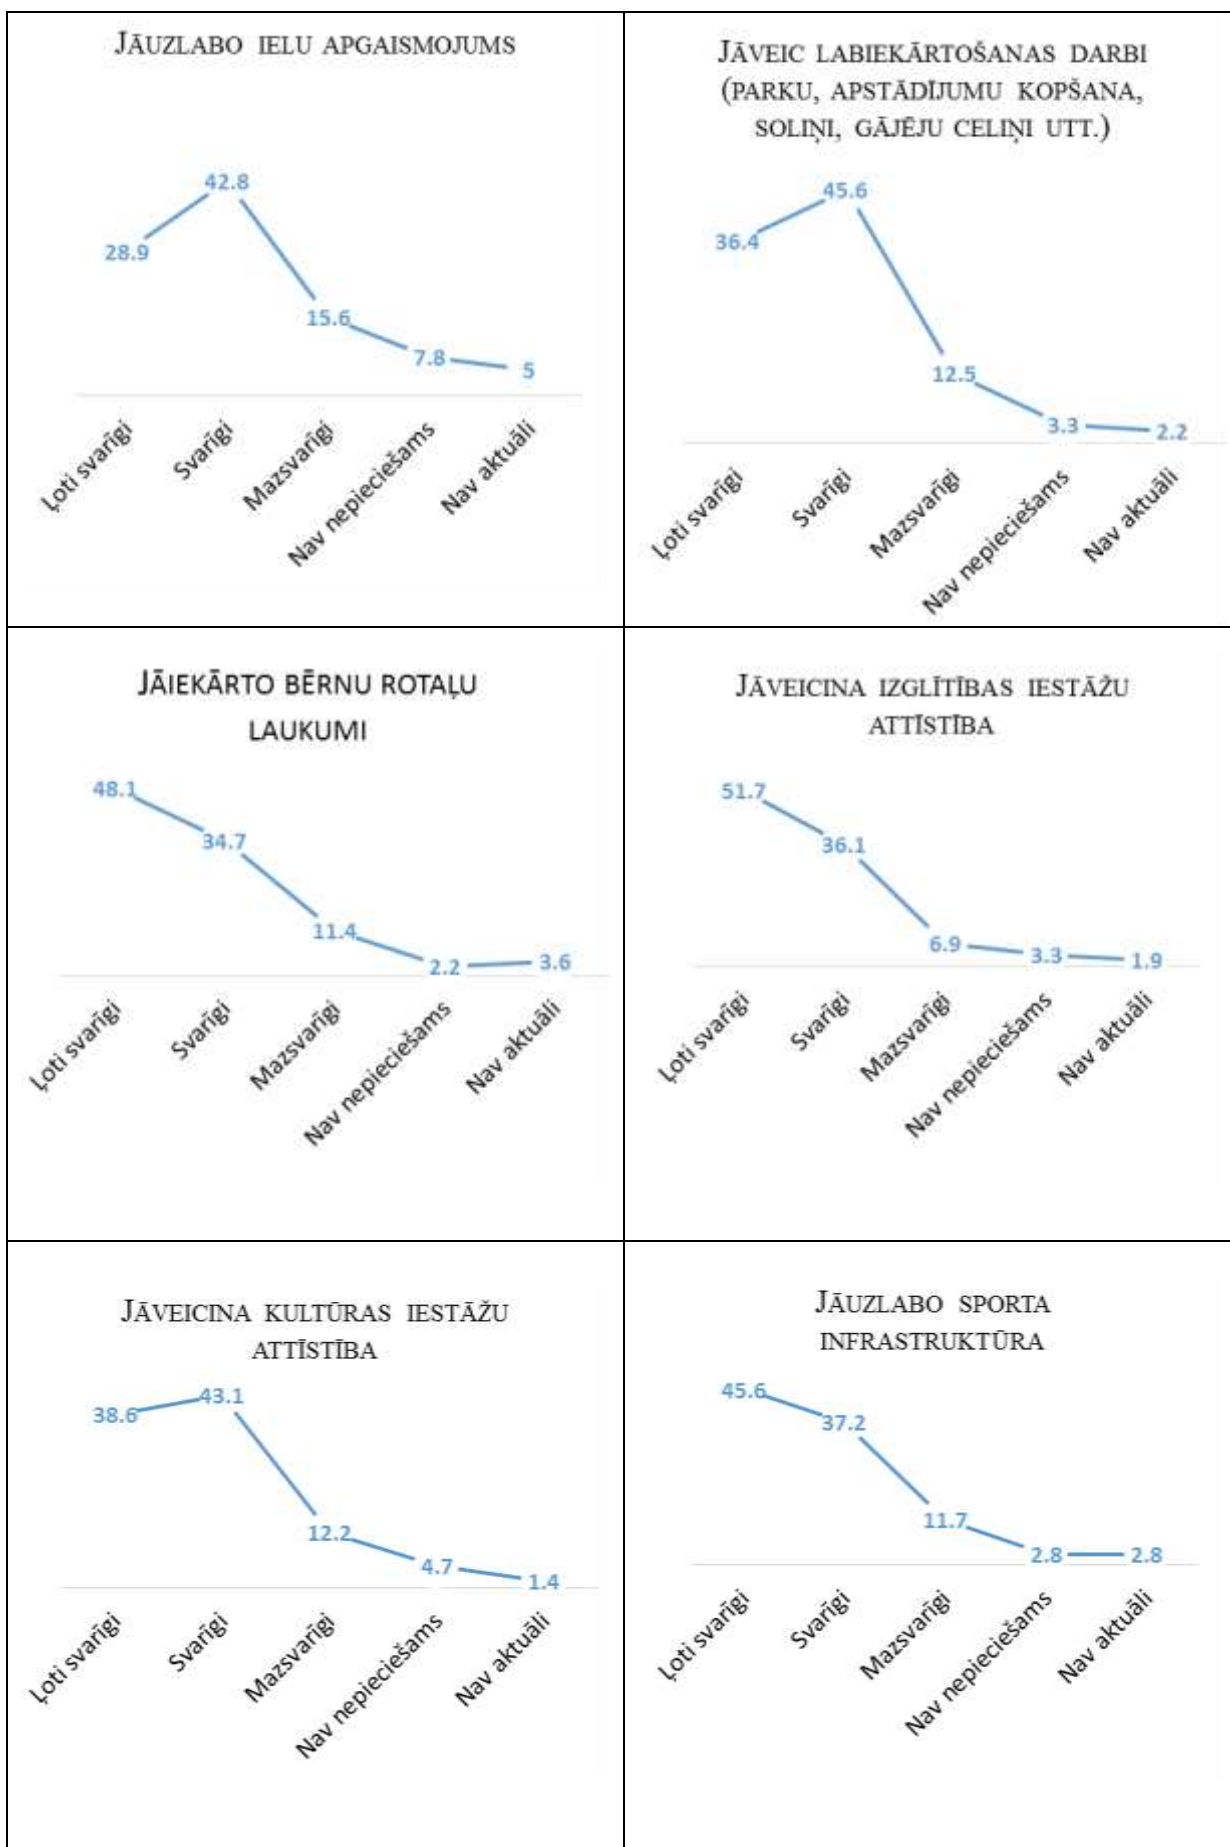 JĀUZLABO IELU APGAISMOJUMS
28.9
42.8
15.6
7.8
5
Ļoti svarīgi
Svarīgi
Mazsvarīgi
Nav nepieciešams
Nav aktuāli
JĀVEIC LABIEKĀRTOŠANAS DARBI
(PARKU, APSTĀDĪJUMU KOPŠANA,
SOLIŅI, GĀJĒJU CELIŅI UTT.)
36.4
45.6
12.5
3.3
2.2
Ļoti svarīgi
Svarīgi
Mazsvarīgi
Nav nepieciešams
Nav aktuāli
JĀIEKĀRTO BĒRNU ROTAĻU
LAUKUMI
48.1
34.7
11.4
2.2
3.6
Ļoti svarīgi
Svarīgi
Mazsvarīgi
Nav nepieciešams
Nav aktuāli
JĀVEICINA IZGLĪTĪBAS IESTĀŽU
ATTĪSTĪBA
51.7
36.1
6.9
3.3
1.9
Ļoti svarīgi
Svarīgi
Mazsvarīgi
Nav nepieciešams
Nav aktuāli
JĀVEICINA KULTŪRAS IESTĀŽU
ATTĪSTĪBA
38.6
43.1
12.2
4.7
1.4
Ļoti svarīgi
Svarīgi
Mazsvarīgi
Nav nepieciešams
Nav aktuāli
JĀUZLABO SPORTA
INFRASTRUKTŪRA
45.6
37.2
11.7
2.8
2.8
Ļoti svarīgi
Svarīgi
Mazsvarīgi
Nav nepieciešams
Nav aktuāli